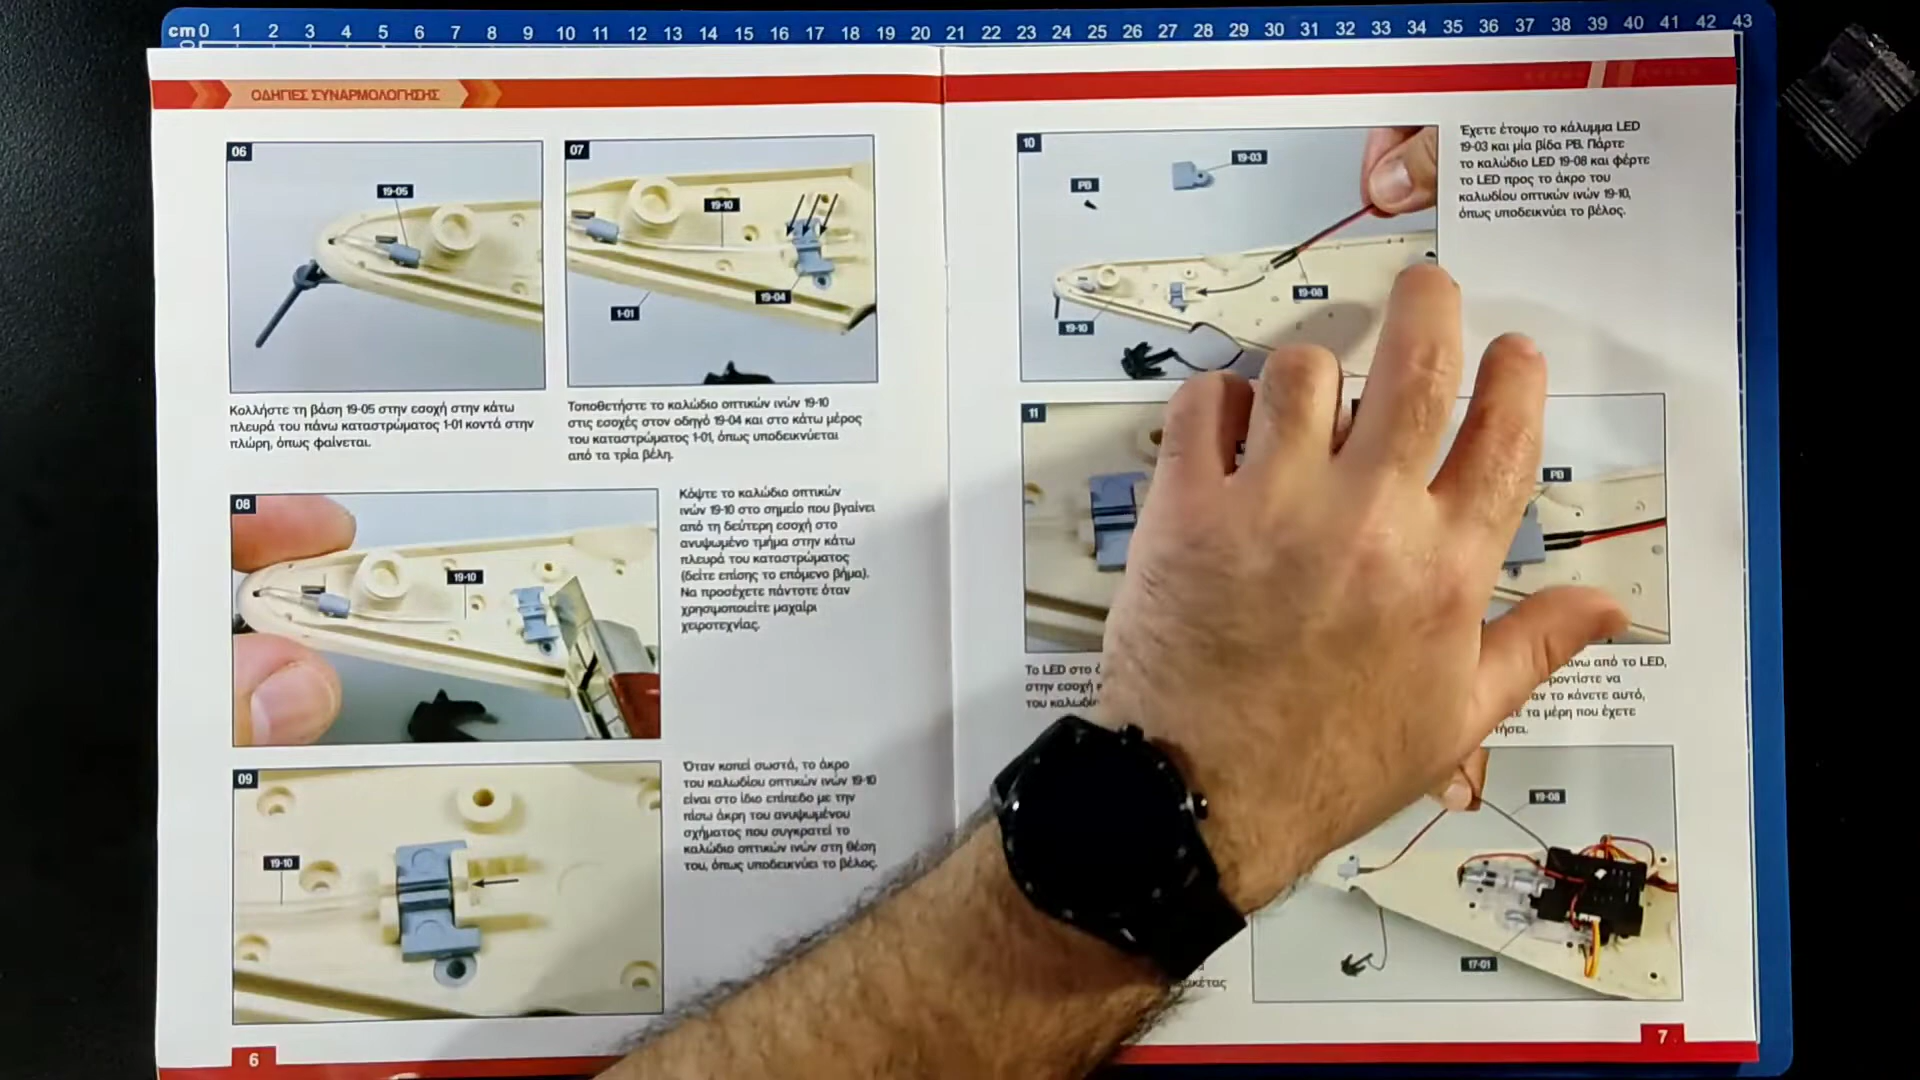 cm 0 1 2 3 4 5 6 7 8 9 10 11 12 13 14 15 16 17 18 19 20 21 22 23 24 25 26 27 28 29 30 31 32 33 34 35 36 37 38 39 40 41 42 43
ΟΔΗΓΙΕΣ ΣΥΝΑΡΜΟΛΟΓΗΣΗΣ
06
19-05
Κολλήστε τη βάση 19-05 στην εσοχή στην κάτω
πλευρά του πάνω καταστρώματος 1-01 κοντά στην
πλώρη, όπως φαίνεται.
07
19-10
19-04
1-01
Τοποθετήστε το καλώδιο οπτικών ινών 19-10
στις εσοχές στον οδηγό 19-04 και στο κάτω μέρος
του καταστρώματος 1-01, όπως υποδεικνύεται
από τα τρία βέλη.
08
19-10
Κόψτε το καλώδιο οπτικών
ινών 19-10 στο σημείο που βγαίνει
από τη δεύτερη εσοχή στο
ανυψωμένο τμήμα στην κάτω
πλευρά του καταστρώματος
(δείτε επίσης το επόμενο βήμα).
Να προσέχετε πάντοτε όταν
χρησιμοποιείτε μαχαίρι
χειροτεχνίας.
09
19-10
Όταν κοπεί σωστά, το άκρο
του καλωδίου οπτικών ινών 19-10
είναι στο ίδιο επίπεδο με την
πίσω άκρη του ανυψωμένου
σχήματος που συγκρατεί το
καλώδιο οπτικών ινών στη θέση
του, όπως υποδεικνύει το βέλος.
6
10
19-03
PB
19-08
19-10
Έχετε έτοιμο το κάλυμμα LED
19-03 και μία βίδα PB. Πάρτε
το καλώδιο LED 19-08 και φέρτε
το LED προς το άκρο του
καλωδίου οπτικών ινών 19-10,
όπως υποδεικνύει το βέλος.
11
Το LED στο
στην εσοχή
του καλωδίου
PB
από το LED,
να
το κάνετε αυτό,
τα μέρη που έχετε
19-08
17-01
7